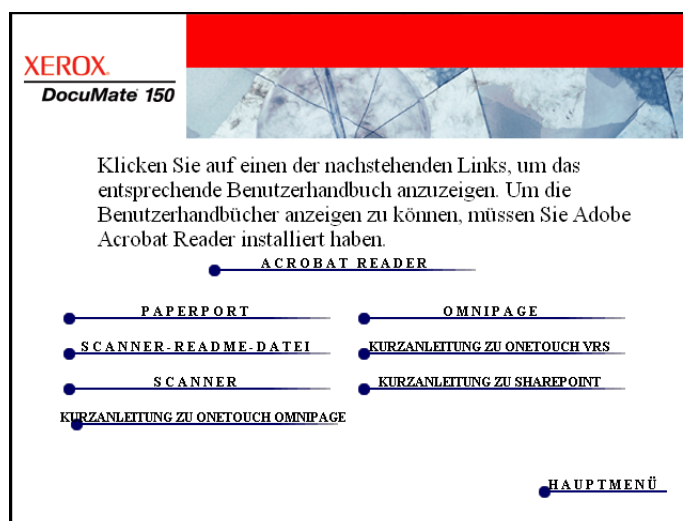 XEROX.
DocuMate 150
Klicken Sie auf einen der nachstehenden Links, um das
entsprechende Benutzerhandbuch anzuzeigen. Um die
Benutzerhandbücher anzeigen zu können, müssen Sie Adobe
Acrobat Reader installiert haben.
ACROBAT READER
PAPERPORT
OMNIPAGE
SCANNER-README-DATEI
KURZANLEITUNG ZU ONETOUCH VRS
SCANNER
KURZANLEITUNG ZU SHAREPOINT
KURZANLEITUNG ZU ONETOUCH OMNIPAGE
HAUPTMENÜ